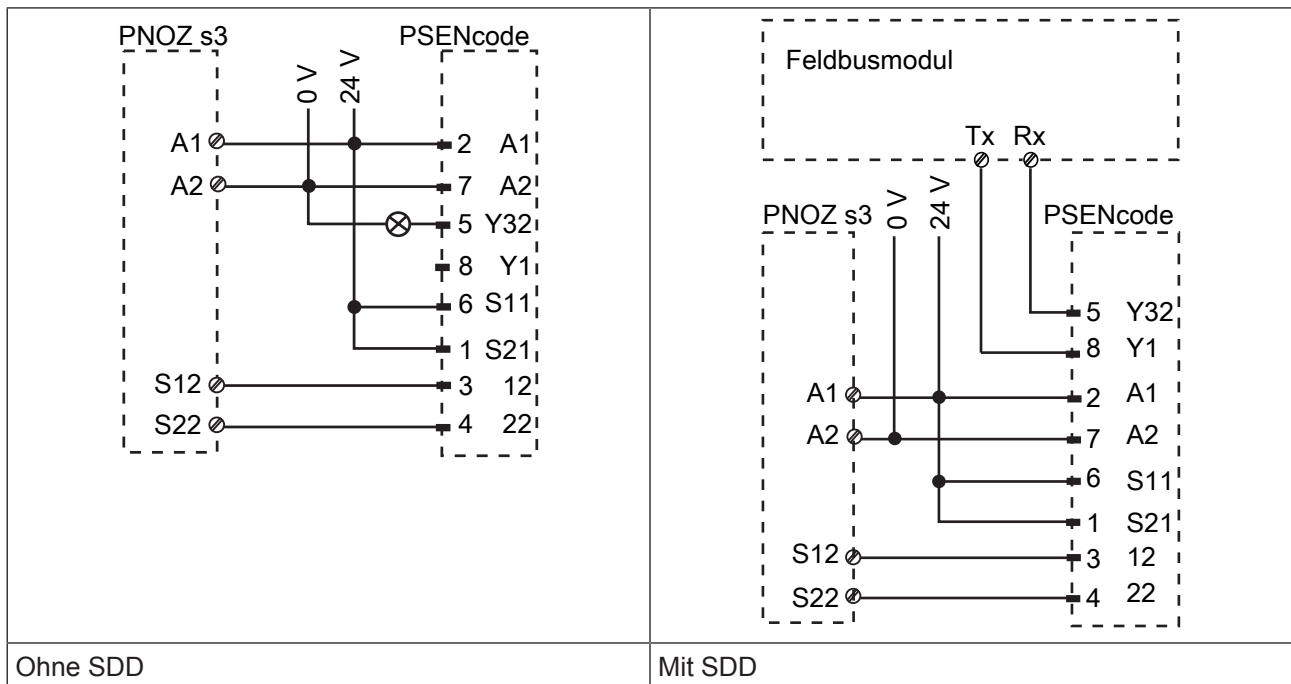 PNOZ s3 PSENcode
0 V
24 V
A1 2 A1
A2 7 A2
5 Y32
8 Y1
6 S11
1 S21
S12 3 12
S22 4 22
Ohne SDD
Feldbusmodul
Tx Rx
PNOZ s3 PSENcode
0 V
24 V
5 Y32
8 Y1
A1 2 A1
A2 7 A2
6 S11
1 S21
S12 3 12
S22 4 22
Mit SDD